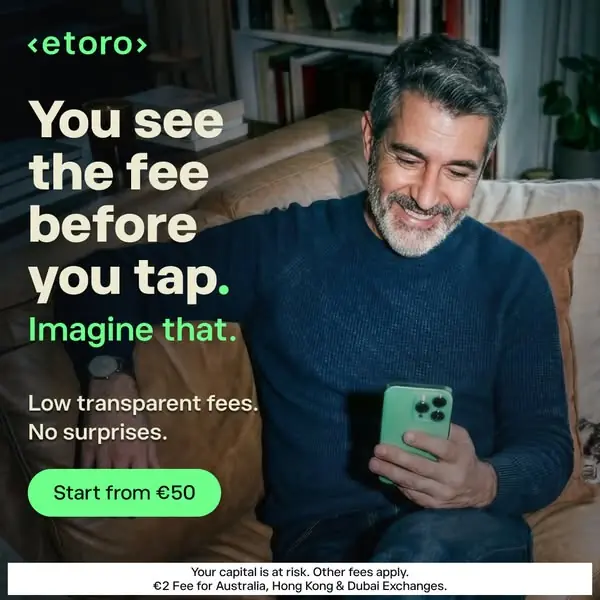 ‹etoro›
You see
the fee
before
you tap.
Imagine that.
Low transparent fees.
No surprises.
Start from €50
Your capital is at risk. Other fees apply.
€2 Fee for Australia, Hong Kong & Dubai Exchanges.